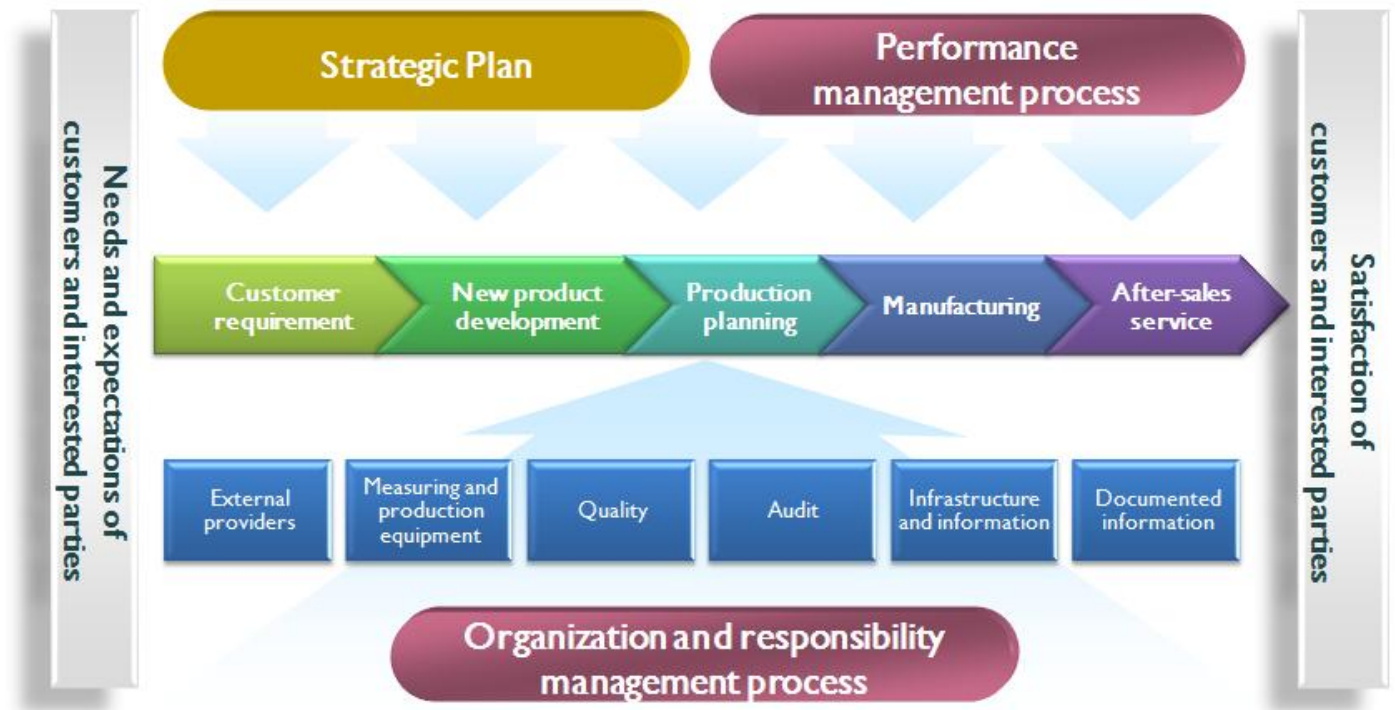 Needs and expectations of
customers and interested parties
Strategic Plan
Performance
management process
Customer
requirement
New product
development
Production
planning
Manufacturing
After-sales
service
External
providers
Measuring and
production
equipment
Quality
Audit
Infrastructure
and information
Documented
information
Organization and responsibility
management process
Satisfaction of
customers and interested parties